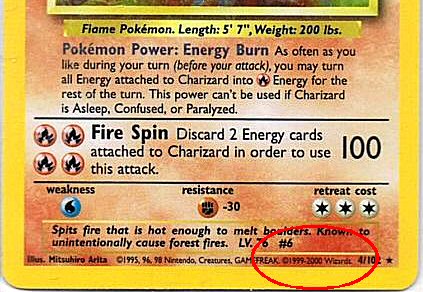 Flame Pokémon. Length: 5' 7", Weight: 200 lbs.
Pokémon Power: Energy Burn As often as you
like during your turn (before your attack), you may turn
all Energy attached to Charizard into Energy for the
rest of the turn. This power can't be used if Charizard
is Asleep, Confused, or Paralyzed.
Fire Spin Discard 2 Energy cards
attached to Charizard in order to use
this attack.
100
weakness resistance retreat cost
-30
Spits fire that is hot enough to melt boulders. Known to
unintentionally cause forest fires. LV. 76 #6
Illus. Mitsuhiro Arita ©1995, 96, 98 Nintendo, Creatures, GAMEFREAK. ©1999-2000 Wizards. 4/102 ★